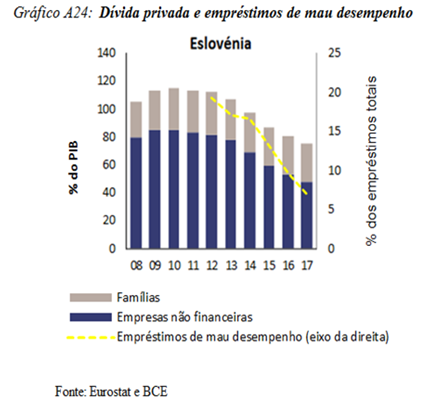 Gráfico A24: Dívida privada e empréstimos de mau desempenho
Eslovénia
% do PIB
140
120
100
80
60
40
20
0
25
20
15
10
5
0
% dos empréstimos totais
08 09 10 11 12 13 14 15 16 17
Famílias
Empresas não financeiras
Empréstimos de mau desempenho (eixo da direita)
Fonte: Eurostat e BCE